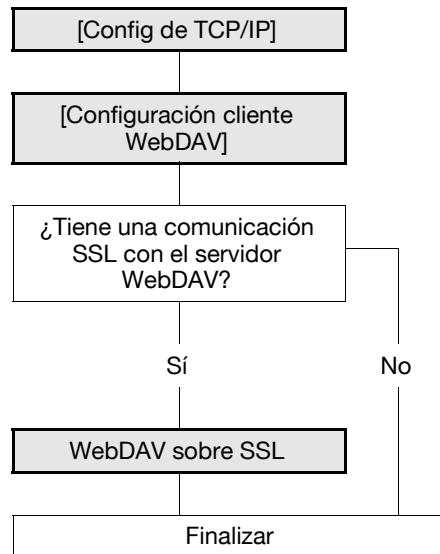 [Config de TCP/IP]
[Configuración cliente
WebDAV]
¿Tiene una comunicación
SSL con el servidor
WebDAV?
Sí
No
WebDAV sobre SSL
Finalizar